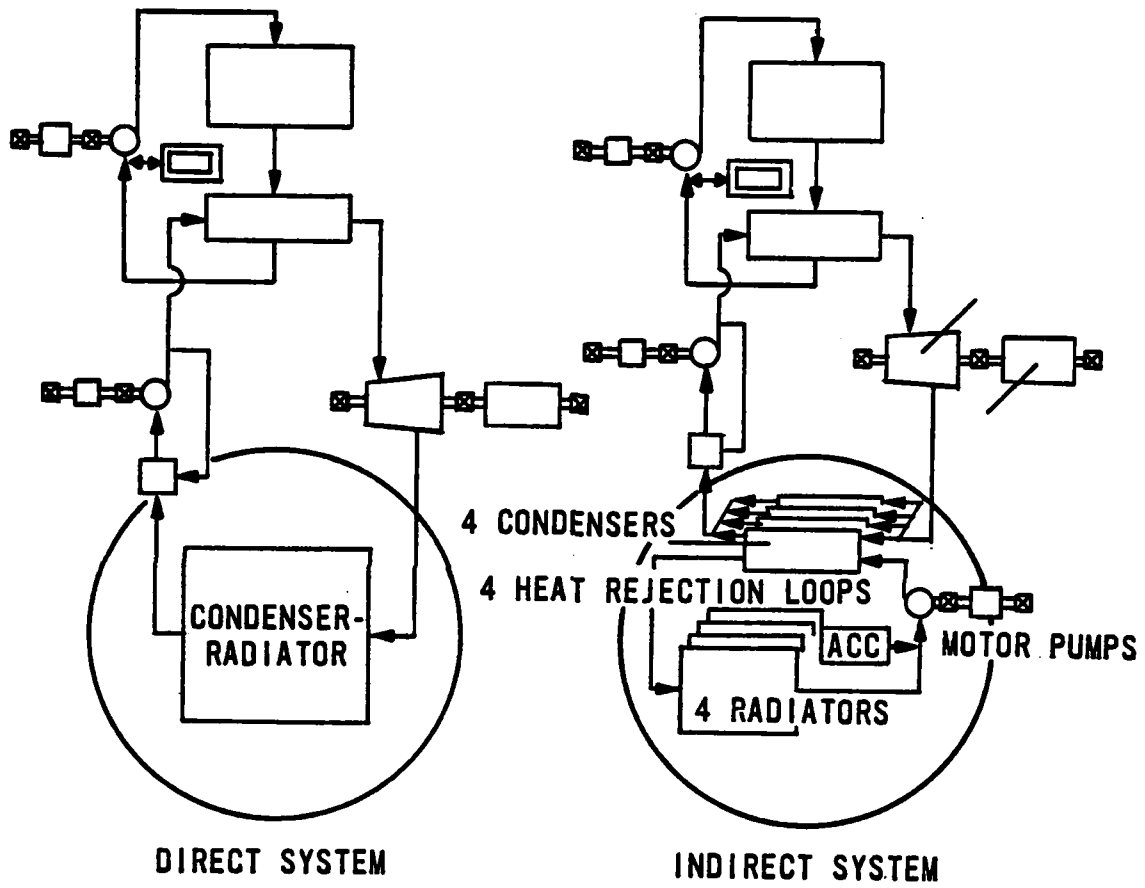 4 CONDENSERS
4 HEAT REJECTION LOOPS
CONDENSER-
RADIATOR
ACC
MOTOR PUMPS
4 RADIATORS
DIRECT SYSTEM
INDIRECT SYSTEM